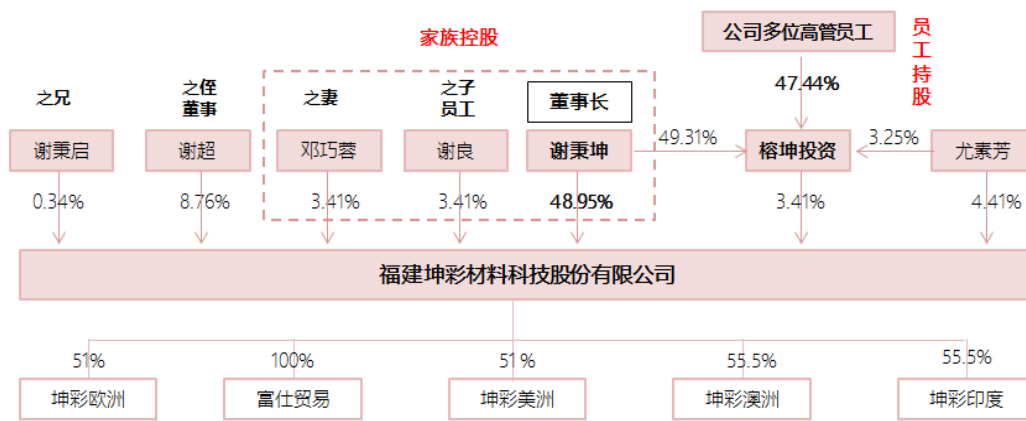 家族控股
公司多位高管员工
员工持股
47.44%
之兄
之侄
董事
之妻
之子
员工
董事长
谢秉启
谢超
邓巧蓉
谢良
谢秉坤
49.31%
榕坤投资
3.25%
尤素芳
0.34%
8.76%
3.41%
3.41%
48.95%
3.41%
4.41%
福建坤彩材料科技股份有限公司
51%
100%
51%
55.5%
55.5%
坤彩欧洲
富仕贸易
坤彩美洲
坤彩澳洲
坤彩印度